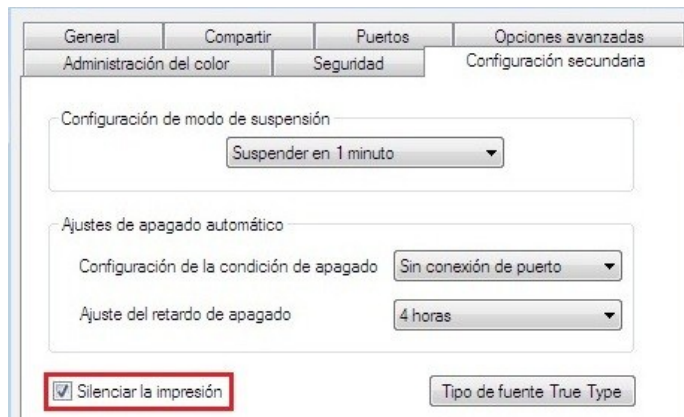 General Compartir Puertos Opciones avanzadas
Administración del color Seguridad Configuración secundaria
Configuración de modo de suspensión
Suspender en 1 minuto
Ajustes de apagado automático
Configuración de la condición de apagado Sin conexión de puerto
Ajuste del retardo de apagado 4 horas
Silenciar la impresión Tipo de fuente True Type